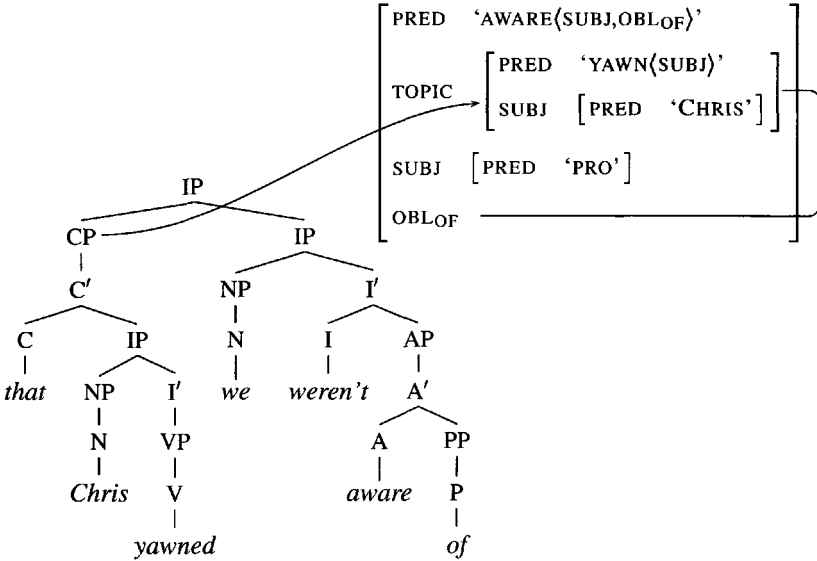 PRED ‘AWARE⟨SUBJ,OBLOF⟩’
PRED ‘YAWN⟨SUBJ⟩’
TOPIC
SUBJ [PRED ‘CHRIS’]
SUBJ [PRED ‘PRO’]
OBLOF
IP
CP IP
C′ NP I′
C IP N I AP
that NP I′ we weren't A′
N VP A PP
Chris V aware P
yawned of